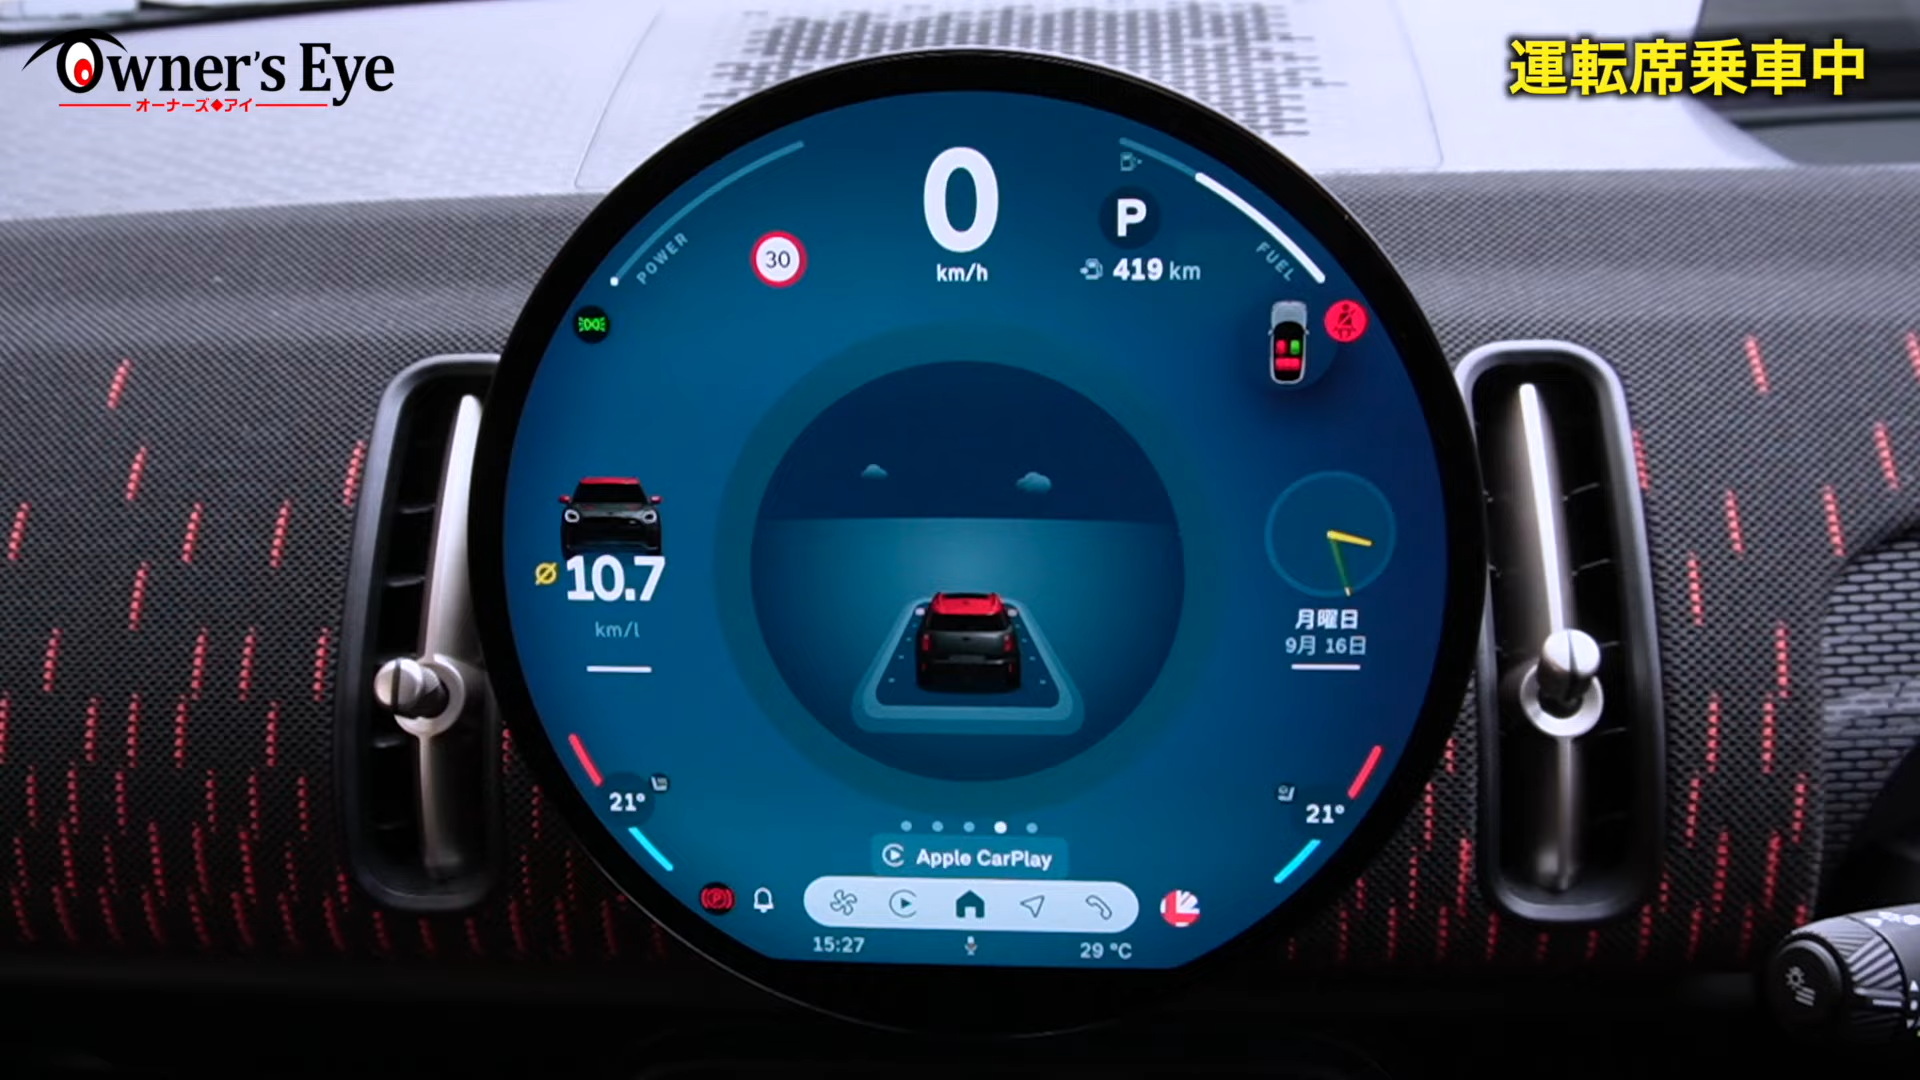 Owner's Eye
オーナーズ◆アイ
運転席乗車中
POWER
30
0
km/h
P
419 km
FUEL
10.7
km/l
月曜日
9月 16日
21°
21°
Apple CarPlay
15:27
29 °C